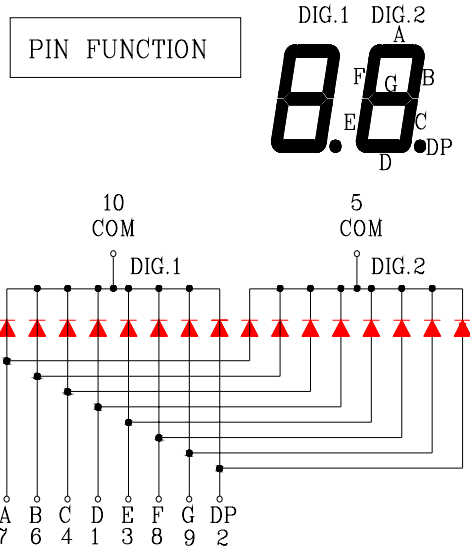 PIN FUNCTION
DIG.1 DIG.2
A
F G B
E C
D DP
10 5
COM COM
DIG.1 DIG.2
A B C D E F G DP
7 6 4 1 3 8 9 2